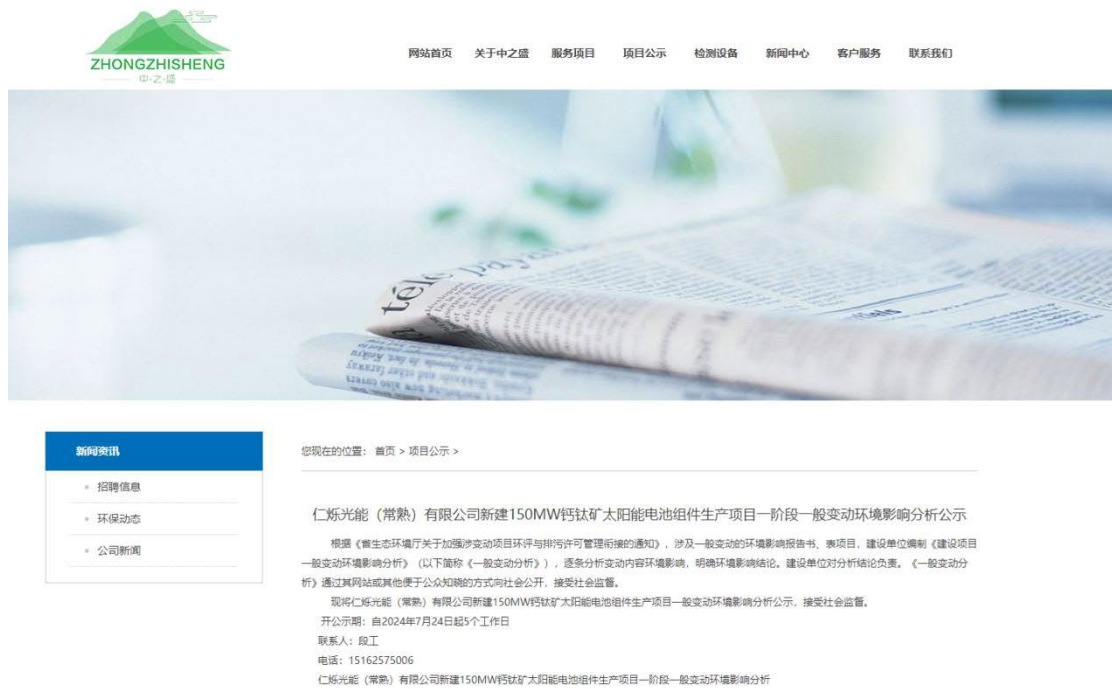 ZHONGZHISHENG
中·之·盛
网站首页 关于中之盛 服务项目 项目公示 检测设备 新闻中心 客户服务 联系我们
télé
新闻资讯
招聘信息
环保动态
公司新闻
您现在的位置： 首页 > 项目公示 >
仁烁光能（常熟）有限公司新建150MW钙钛矿太阳能电池组件生产项目一阶段一般变动环境影响分析公示
根据《省生态环境厅关于加强涉变动项目环评与排污许可管理衔接的通知》，涉及一般变动的环境影响报告书、表项目，建设单位编制《建设项目
一般变动环境影响分析》（以下简称《一般变动分析》），逐条分析变动内容环境影响，明确环境影响结论。建设单位对分析结论负责。《一般变动分
析》通过其网站或其他便于公众知晓的方式向社会公开，接受社会监督。
现将仁烁光能（常熟）有限公司新建150MW钙钛矿太阳能电池组件生产项目一般变动环境影响分析公示，接受社会监督。
开公示期：自2024年7月24日起5个工作日
联系人：段工
电话：15162575006
仁烁光能（常熟）有限公司新建150MW钙钛矿太阳能电池组件生产项目一阶段一般变动环境影响分析